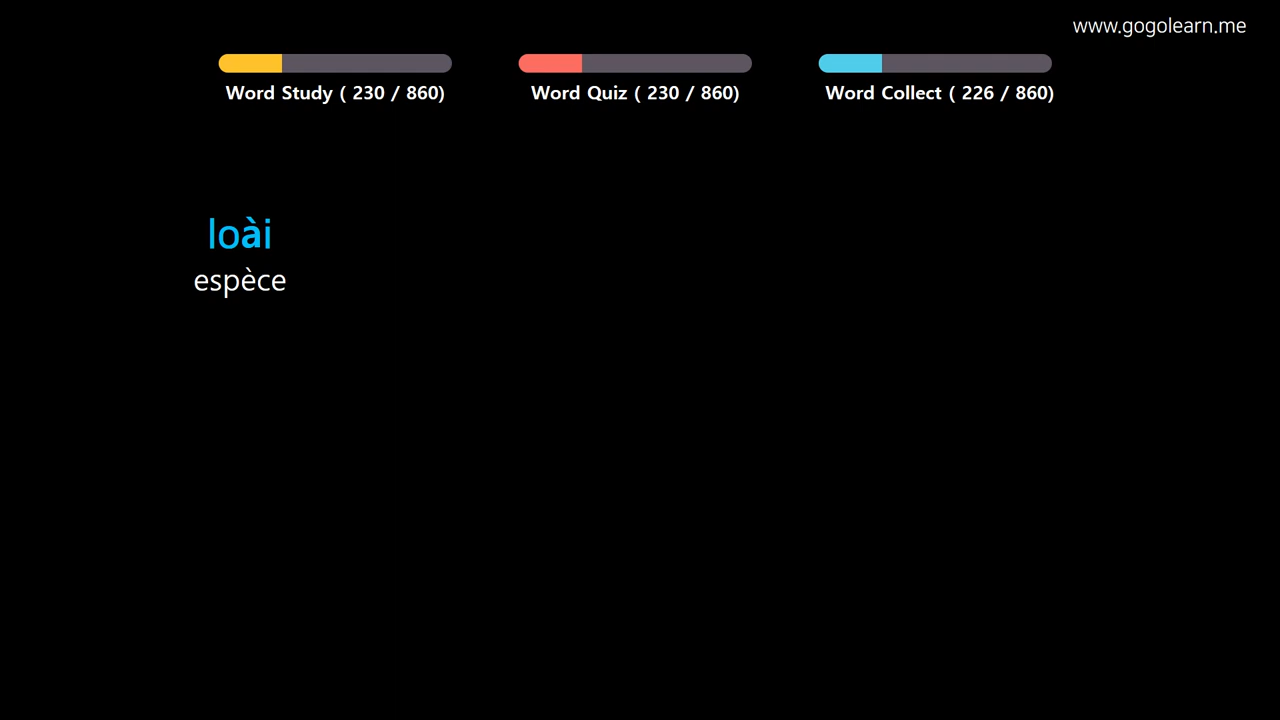 www.gogolearn.me
Word Study ( 230 / 860)
Word Quiz ( 230 / 860)
Word Collect ( 226 / 860)
loài
espèce